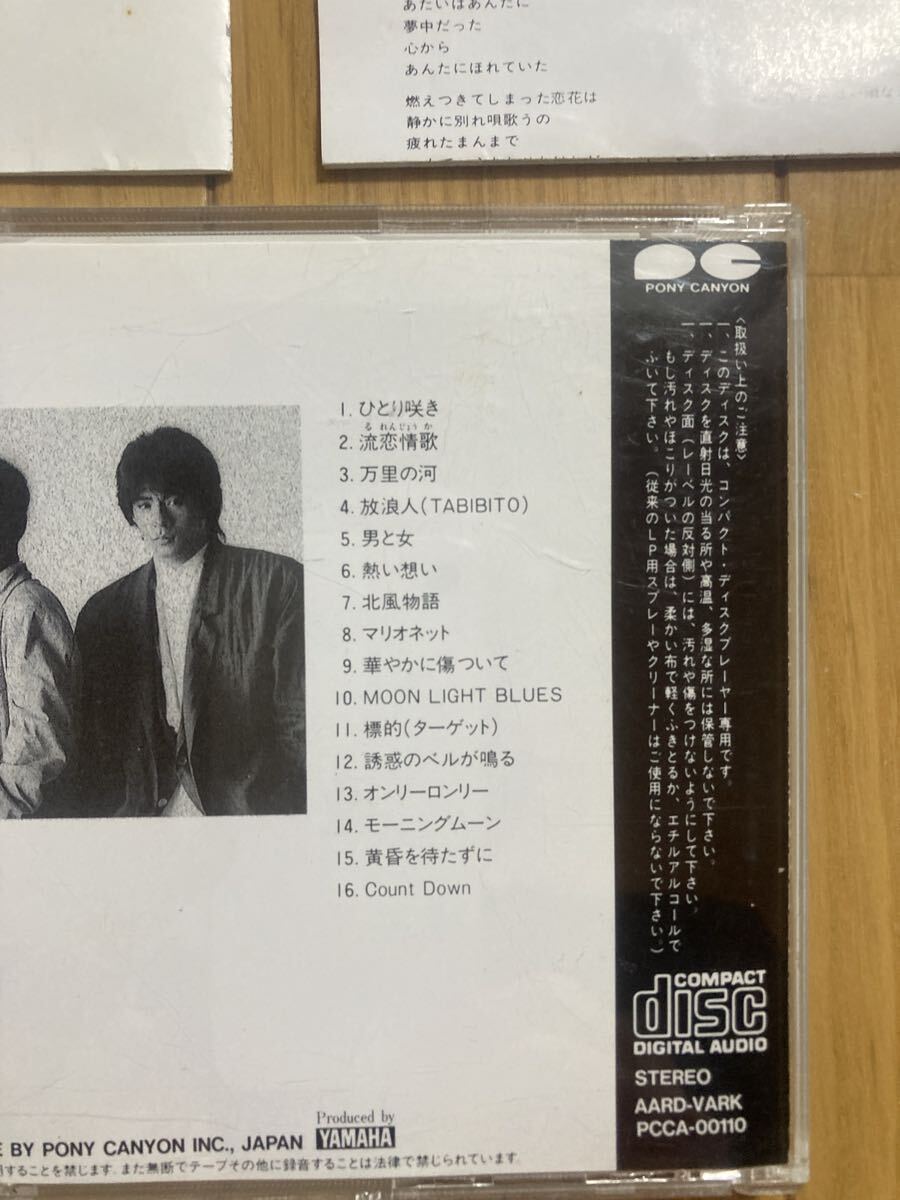 あたいはあんたに
夢中だった
心から
あんたにほれていた
燃えつきてしまった恋花は
静かに別れ唄歌うの
疲れたまんまで
PONY CANYON
〈取扱い上のご注意〉
一、このディスクは、コンパクト・ディスクプレーヤー専用です。
一、ディスクを直射日光の当る所や高温、多湿な所には保管しないで下さい。
一、ディスク面(レーベルの反対側)には、汚れや傷をつけないようにして下さい。
もし汚れやほこりがついた場合は、柔かい布で軽くふきとるか、エチルアルコールで
ふいて下さい。(従来のLP用スプレーやクリーナーはご使用にならないで下さい。)
1. ひとり咲き
る れんじょう か
2. 流恋情歌
3. 万里の河
4. 放浪人(TABIBITO)
5. 男と女
6. 熱い想い
7. 北風物語
8. マリオネット
9. 華やかに傷ついて
10. MOON LIGHT BLUES
11. 標的(ターゲット)
12. 誘惑のベルが鳴る
13. オンリーロンリー
14. モーニングムーン
15. 黄昏を待たずに
16. Count Down
COMPACT
disc
DIGITAL AUDIO
STEREO
AARD-VARK
PCCA-00110
Produced by
YAMAHA
E BY PONY CANYON INC., JAPAN
用することを禁じます。また無断でテープその他に録音することは法律で禁じられています。